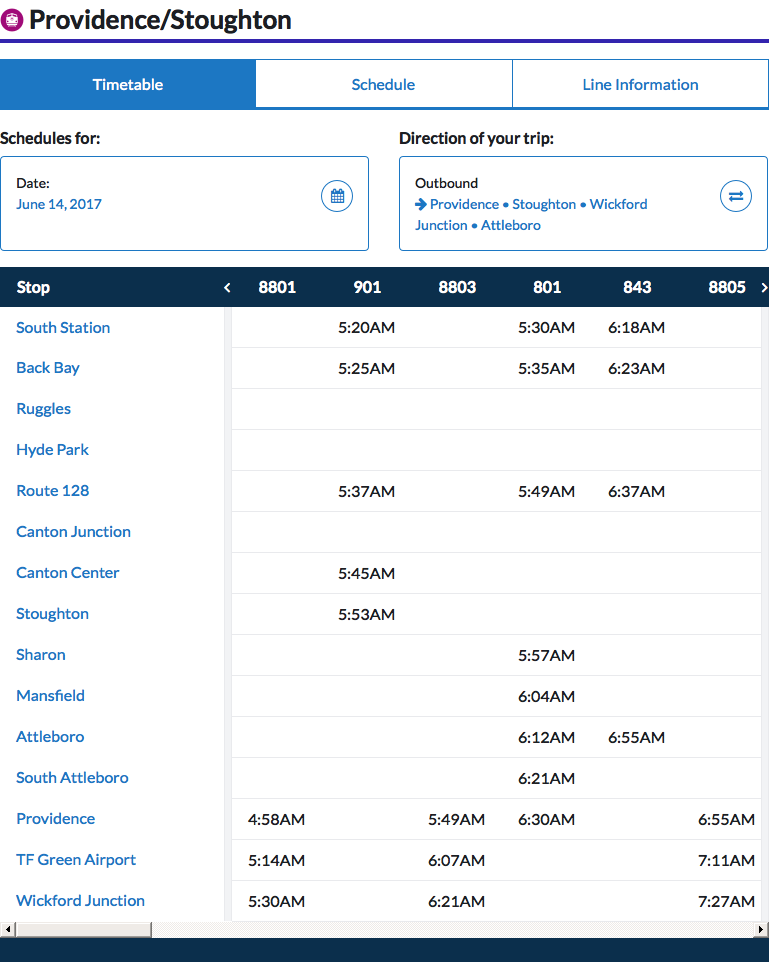 Providence/Stoughton
Timetable Schedule Line Information
Schedules for: Direction of your trip:
Date: Outbound
June 14, 2017 Providence • Stoughton • Wickford
Junction • Attleboro
Stop 8801 901 8803 801 843 8805
South Station 5:20AM 5:30AM 6:18AM
Back Bay 5:25AM 5:35AM 6:23AM
Ruggles
Hyde Park
Route 128 5:37AM 5:49AM 6:37AM
Canton Junction
Canton Center 5:45AM
Stoughton 5:53AM
Sharon 5:57AM
Mansfield 6:04AM
Attleboro 6:12AM 6:55AM
South Attleboro 6:21AM
Providence 4:58AM 5:49AM 6:30AM 6:55AM
TF Green Airport 5:14AM 6:07AM 7:11AM
Wickford Junction 5:30AM 6:21AM 7:27AM